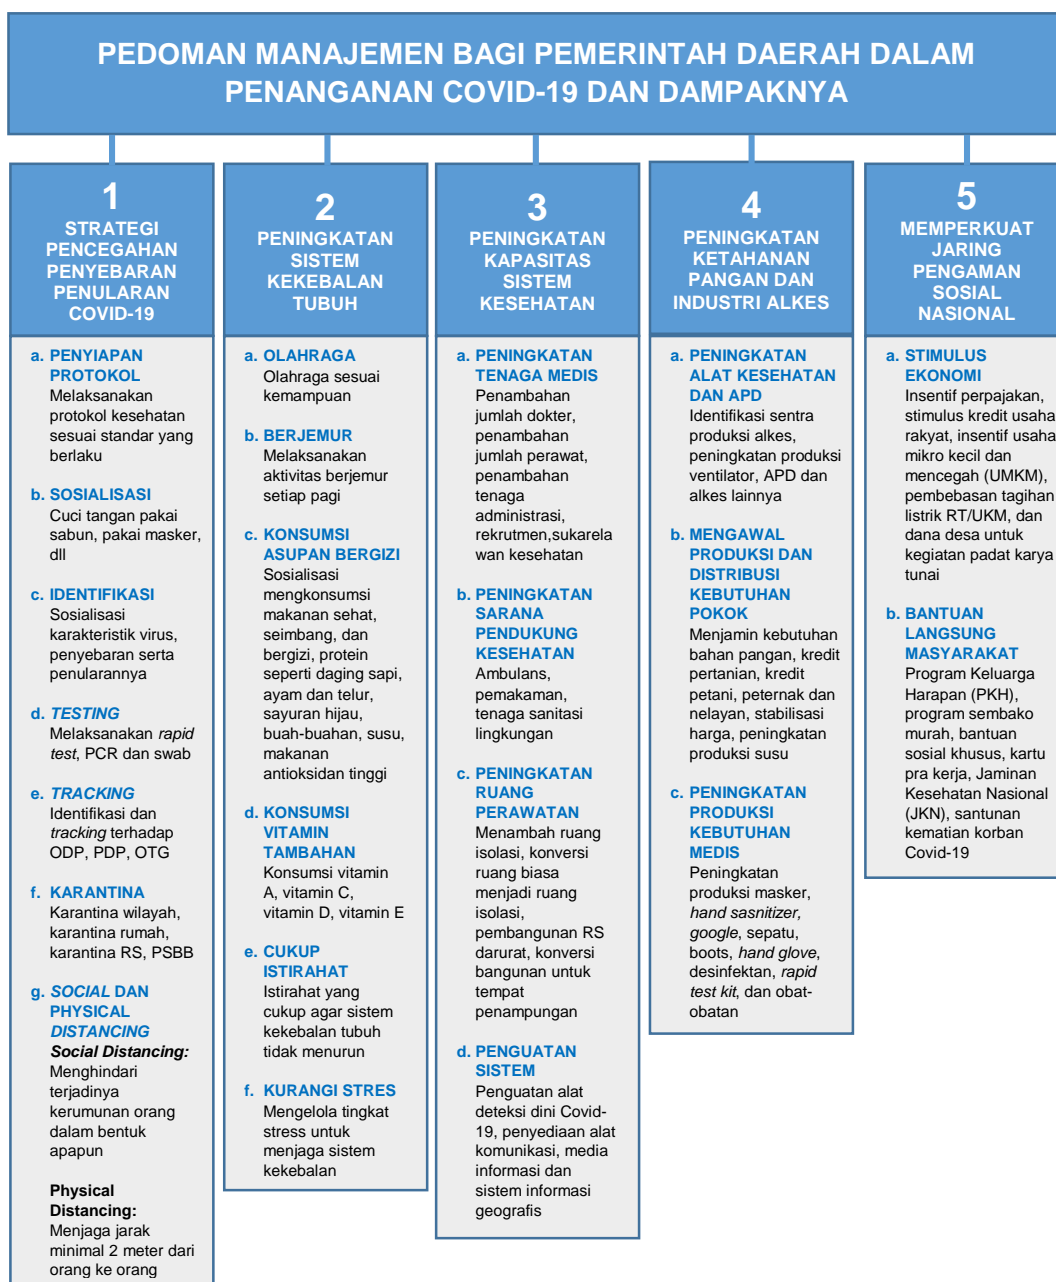 PEDOMAN MANAJEMEN BAGI PEMERINTAH DAERAH DALAM
PENANGANAN COVID-19 DAN DAMPAKNYA
1
STRATEGI
PENCEGAHAN
PENYEBARAN
PENULARAN
COVID-19
a. PENYIAPAN
PROTOKOL
Melaksanakan
protokol kesehatan
sesuai standar yang
berlaku
b. SOSIALISASI
Cuci tangan pakai
sabun, pakai masker,
dll
c. IDENTIFIKASI
Sosialisasi
karakteristik virus,
penyebaran serta
penularannya
d. TESTING
Melaksanakan rapid
test, PCR dan swab
e. TRACKING
Identifikasi dan
tracking terhadap
ODP, PDP, OTG
f. KARANTINA
Karantina wilayah,
karantina rumah,
karantina RS, PSBB
g. SOCIAL DAN
PHYSICAL
DISTANCING
Social Distancing:
Menghindari
terjadinya
kerumunan orang
dalam bentuk
apapun
Physical
Distancing:
Menjaga jarak
minimal 2 meter dari
orang ke orang
2
PENINGKATAN
SISTEM
KEKEBALAN
TUBUH
a. OLAHRAGA
Olahraga sesuai
kemampuan
b. BERJEMUR
Melaksanakan
aktivitas berjemur
setiap pagi
c. KONSUMSI
ASUPAN BERGIZI
Sosialisasi
mengkonsumsi
makanan sehat,
seimbang, dan
bergizi, protein
seperti daging sapi,
ayam dan telur,
sayuran hijau,
buah-buahan, susu,
makanan
antioksidan tinggi
d. KONSUMSI
VITAMIN
TAMBAHAN
Konsumsi vitamin
A, vitamin C,
vitamin D, vitamin E
e. CUKUP
ISTIRAHAT
Istirahat yang
cukup agar sistem
kekebalan tubuh
tidak menurun
f. KURANGI STRES
Mengelola tingkat
stress untuk
menjaga sistem
kekebalan
3
PENINGKATAN
KAPASITAS
SISTEM
KESEHATAN
a. PENINGKATAN
TENAGA MEDIS
Penambahan
jumlah dokter,
penambahan
jumlah perawat,
penambahan
tenaga
administrasi,
rekrutmen,sukarela
wan kesehatan
b. PENINGKATAN
SARANA
PENDUKUNG
KESEHATAN
Ambulans,
pemakaman,
tenaga sanitasi
lingkungan
c. PENINGKATAN
RUANG
PERAWATAN
Menambah ruang
isolasi, konversi
ruang biasa
menjadi ruang
isolasi,
pembangunan RS
darurat, konversi
bangunan untuk
tempat
penampungan
d. PENGUATAN
SISTEM
Penguatan alat
deteksi dini Covid-
19, penyediaan alat
komunikasi, media
informasi dan
sistem informasi
geografis
4
PENINGKATAN
KETAHANAN
PANGAN DAN
INDUSTRI ALKES
a. PENINGKATAN
ALAT KESEHATAN
DAN APD
Identifikasi sentra
produksi alkes,
peningkatan produksi
ventilator, APD dan
alkes lainnya
b. MENGAWAL
PRODUKSI DAN
DISTRIBUSI
KEBUTUHAN
POKOK
Menjamin kebutuhan
bahan pangan, kredit
pertanian, kredit
petani, peternak dan
nelayan, stabilisasi
harga, peningkatan
produksi susu
c. PENINGKATAN
PRODUKSI
KEBUTUHAN
MEDIS
Peningkatan
produksi masker,
hand sasnitizer,
google, sepatu,
boots, hand glove,
desinfektan, rapid
test kit, dan obat-
obatan
5
MEMPERKUAT
JARING
PENGAMAN
SOSIAL
NASIONAL
a. STIMULUS
EKONOMI
Insentif perpajakan,
stimulus kredit usaha
rakyat, insentif usaha
mikro kecil dan
mencegah (UMKM),
pembebasan tagihan
listrik RT/UKM, dan
dana desa untuk
kegiatan padat karya
tunai
b. BANTUAN
LANGSUNG
MASYARAKAT
Program Keluarga
Harapan (PKH),
program sembako
murah, bantuan
sosial khusus, kartu
pra kerja, Jaminan
Kesehatan Nasional
(JKN), santunan
kematian korban
Covid-19